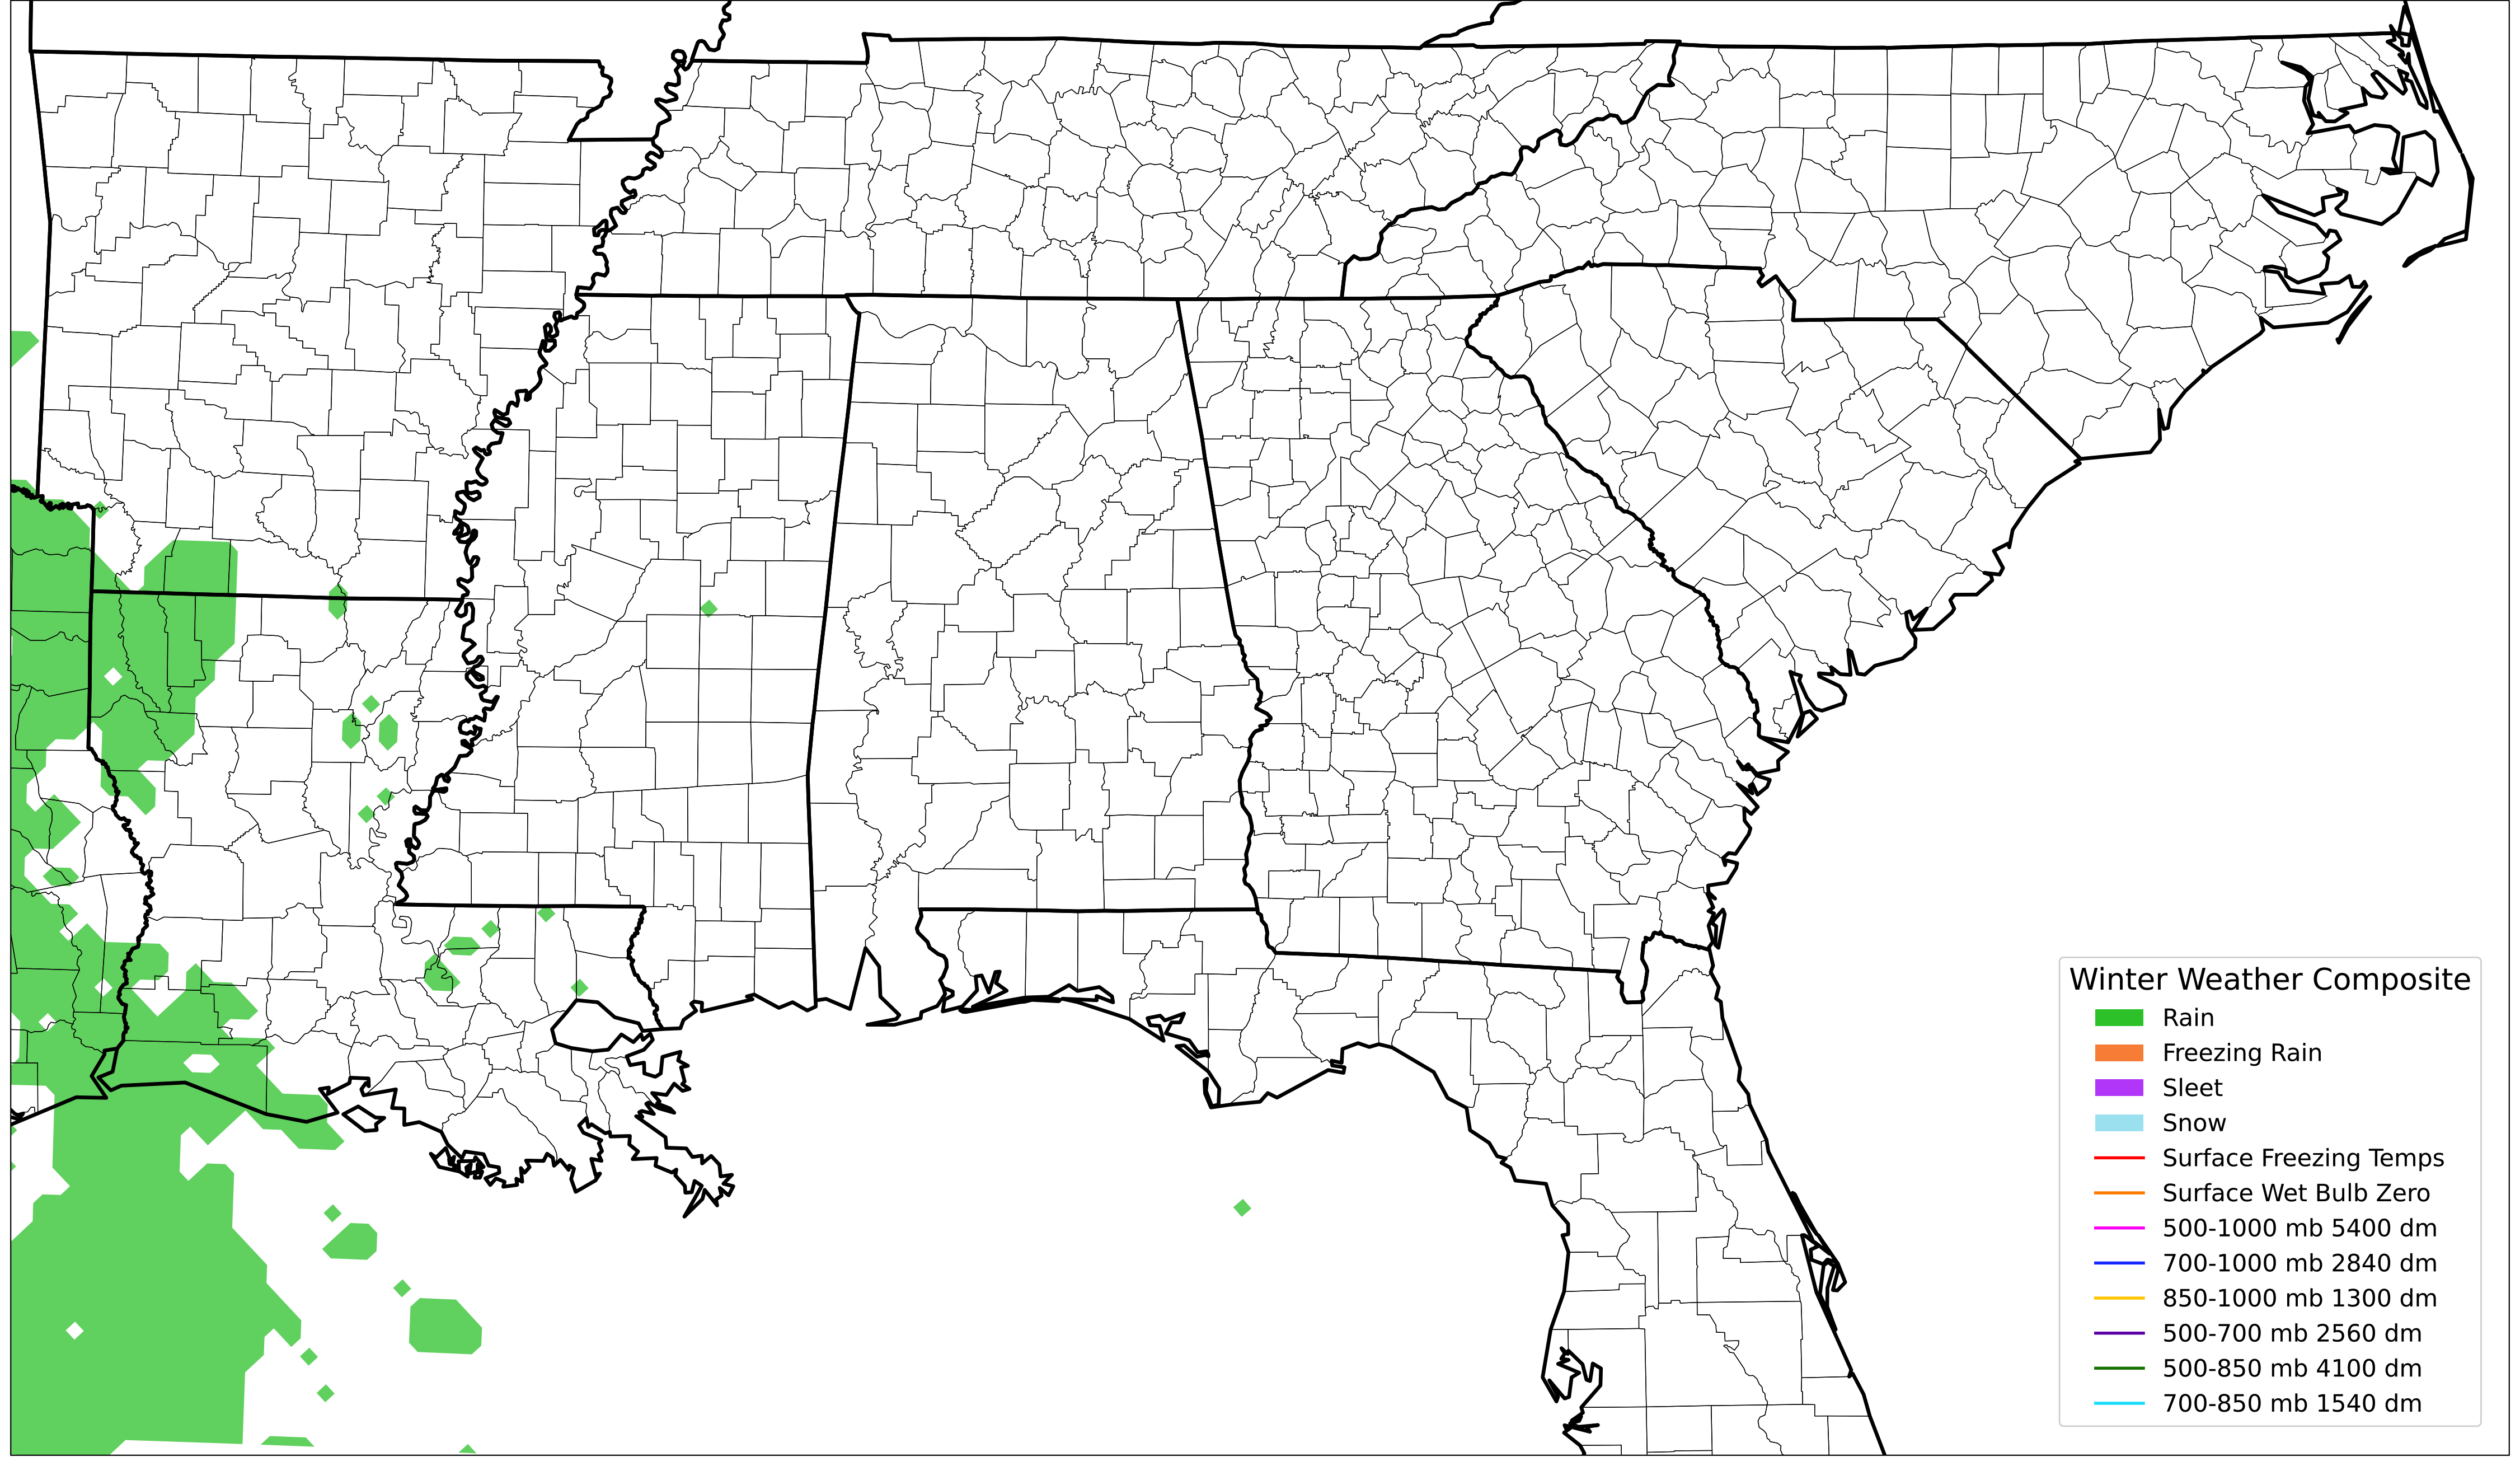 Winter Weather Composite
Rain
Freezing Rain
Sleet
Snow
Surface Freezing Temps
Surface Wet Bulb Zero
500-1000 mb 5400 dm
700-1000 mb 2840 dm
850-1000 mb 1300 dm
500-700 mb 2560 dm
500-850 mb 4100 dm
700-850 mb 1540 dm